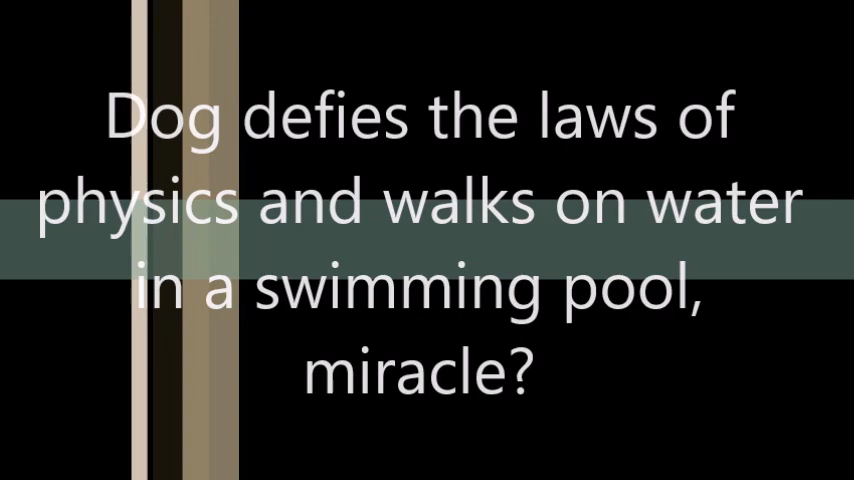 Dog defies the laws of
physics and walks on water
in a swimming pool,
miracle?